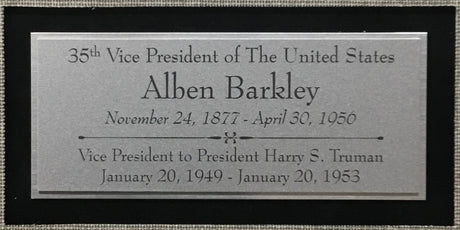 35th Vice President of The United States
Alben Barkley
November 24, 1877 - April 30, 1956
Vice President to President Harry S. Truman
January 20, 1949 - January 20, 1953